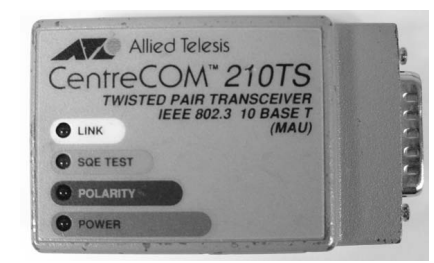 Allied Telesis
CentreCOM™ 210TS
TWISTED PAIR TRANSCEIVER
IEEE 802.3 10 BASE T
(MAU)
LINK
SQE TEST
POLARITY
POWER